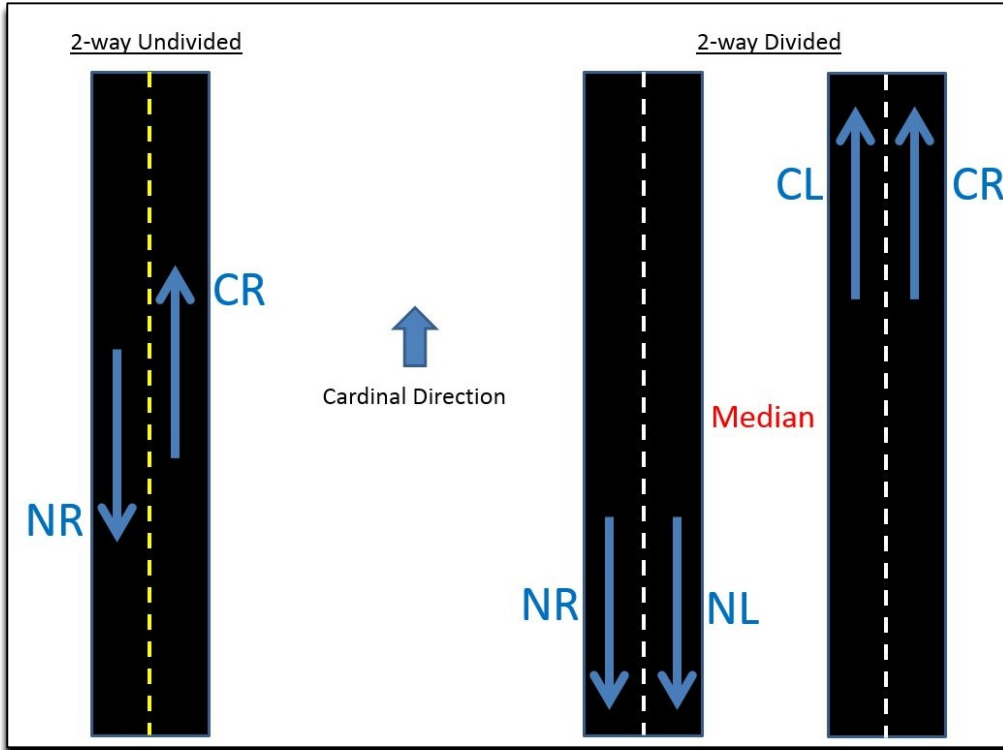 2-way Undivided
2-way Divided
CL
CR
CR
Cardinal Direction
Median
NR
NR
NL